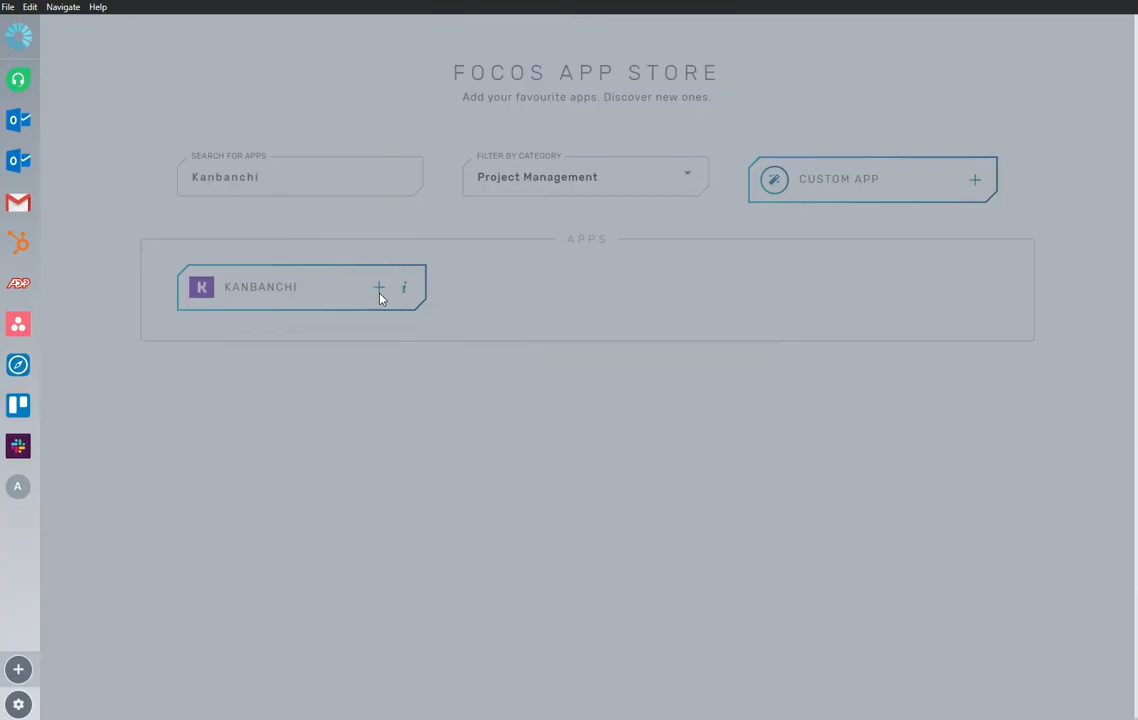 File Edit Navigate Help
FOCOS APP STORE
Add your favourite apps. Discover new ones.
SEARCH FOR APPS
Kanbanchi
FILTER BY CATEGORY
Project Management
CUSTOM APP +
APPS
K KANBANCHI + i
ADP
A